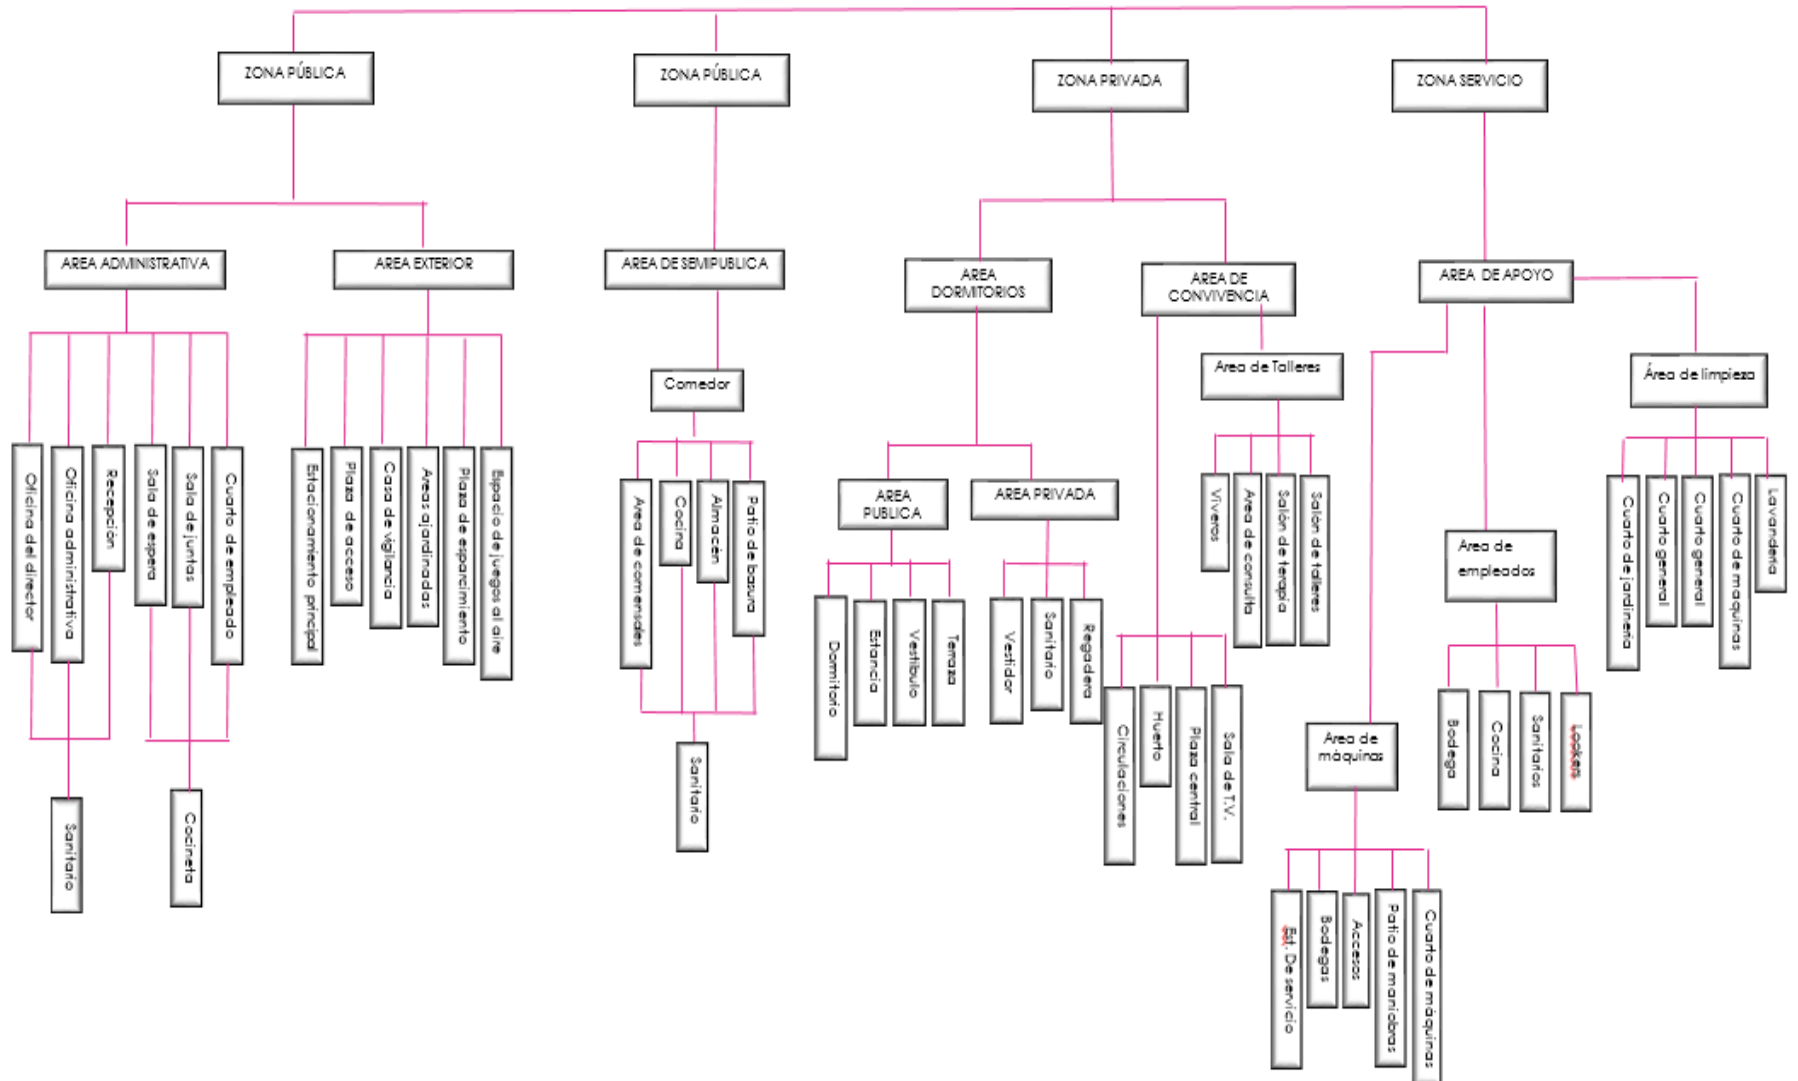 ZONA PÚBLICA
ZONA PÚBLICA
ZONA PRIVADA
ZONA SERVICIO
AREA ADMINISTRATIVA
AREA EXTERIOR
AREA DE SEMIPUBLICA
AREA
DORMITORIOS
AREA DE
CONVIVENCIA
AREA DE APOYO
Comedor
Area de Talleres
Área de limpieza
Oficina del director
Oficina administrativa
Recepción
Sala de espera
Sala de juntas
Cuarto de empleado
Estacionamiento principal
Plaza de acceso
Casa de vigilancia
Areas ajardinadas
Plaza de esparcimiento
Espacio de juegos al aire
Area de comensales
Cocina
Almacén
Patio de basura
AREA
PUBLICA
AREA PRIVADA
Viveros
Area de consulta
Salón de terapia
Salón de talleres
Area de
empleados
Cuarto de jardinería
Cuarto general
Cuarto general
Cuarto de maquinas
Lavandería
Dormitorio
Estancia
Vestíbulo
Terraza
Vestidor
Sanitario
Regadera
Circulaciones
Huerto
Plaza central
Sala de T.V.
Area de
máquinas
Bodega
Cocina
Sanitarios
Lookers
Sanitario
Cocineta
Sanitario
Est. De servicio
Bodegas
Accesos
Patio de maniobras
Cuarto de máquinas